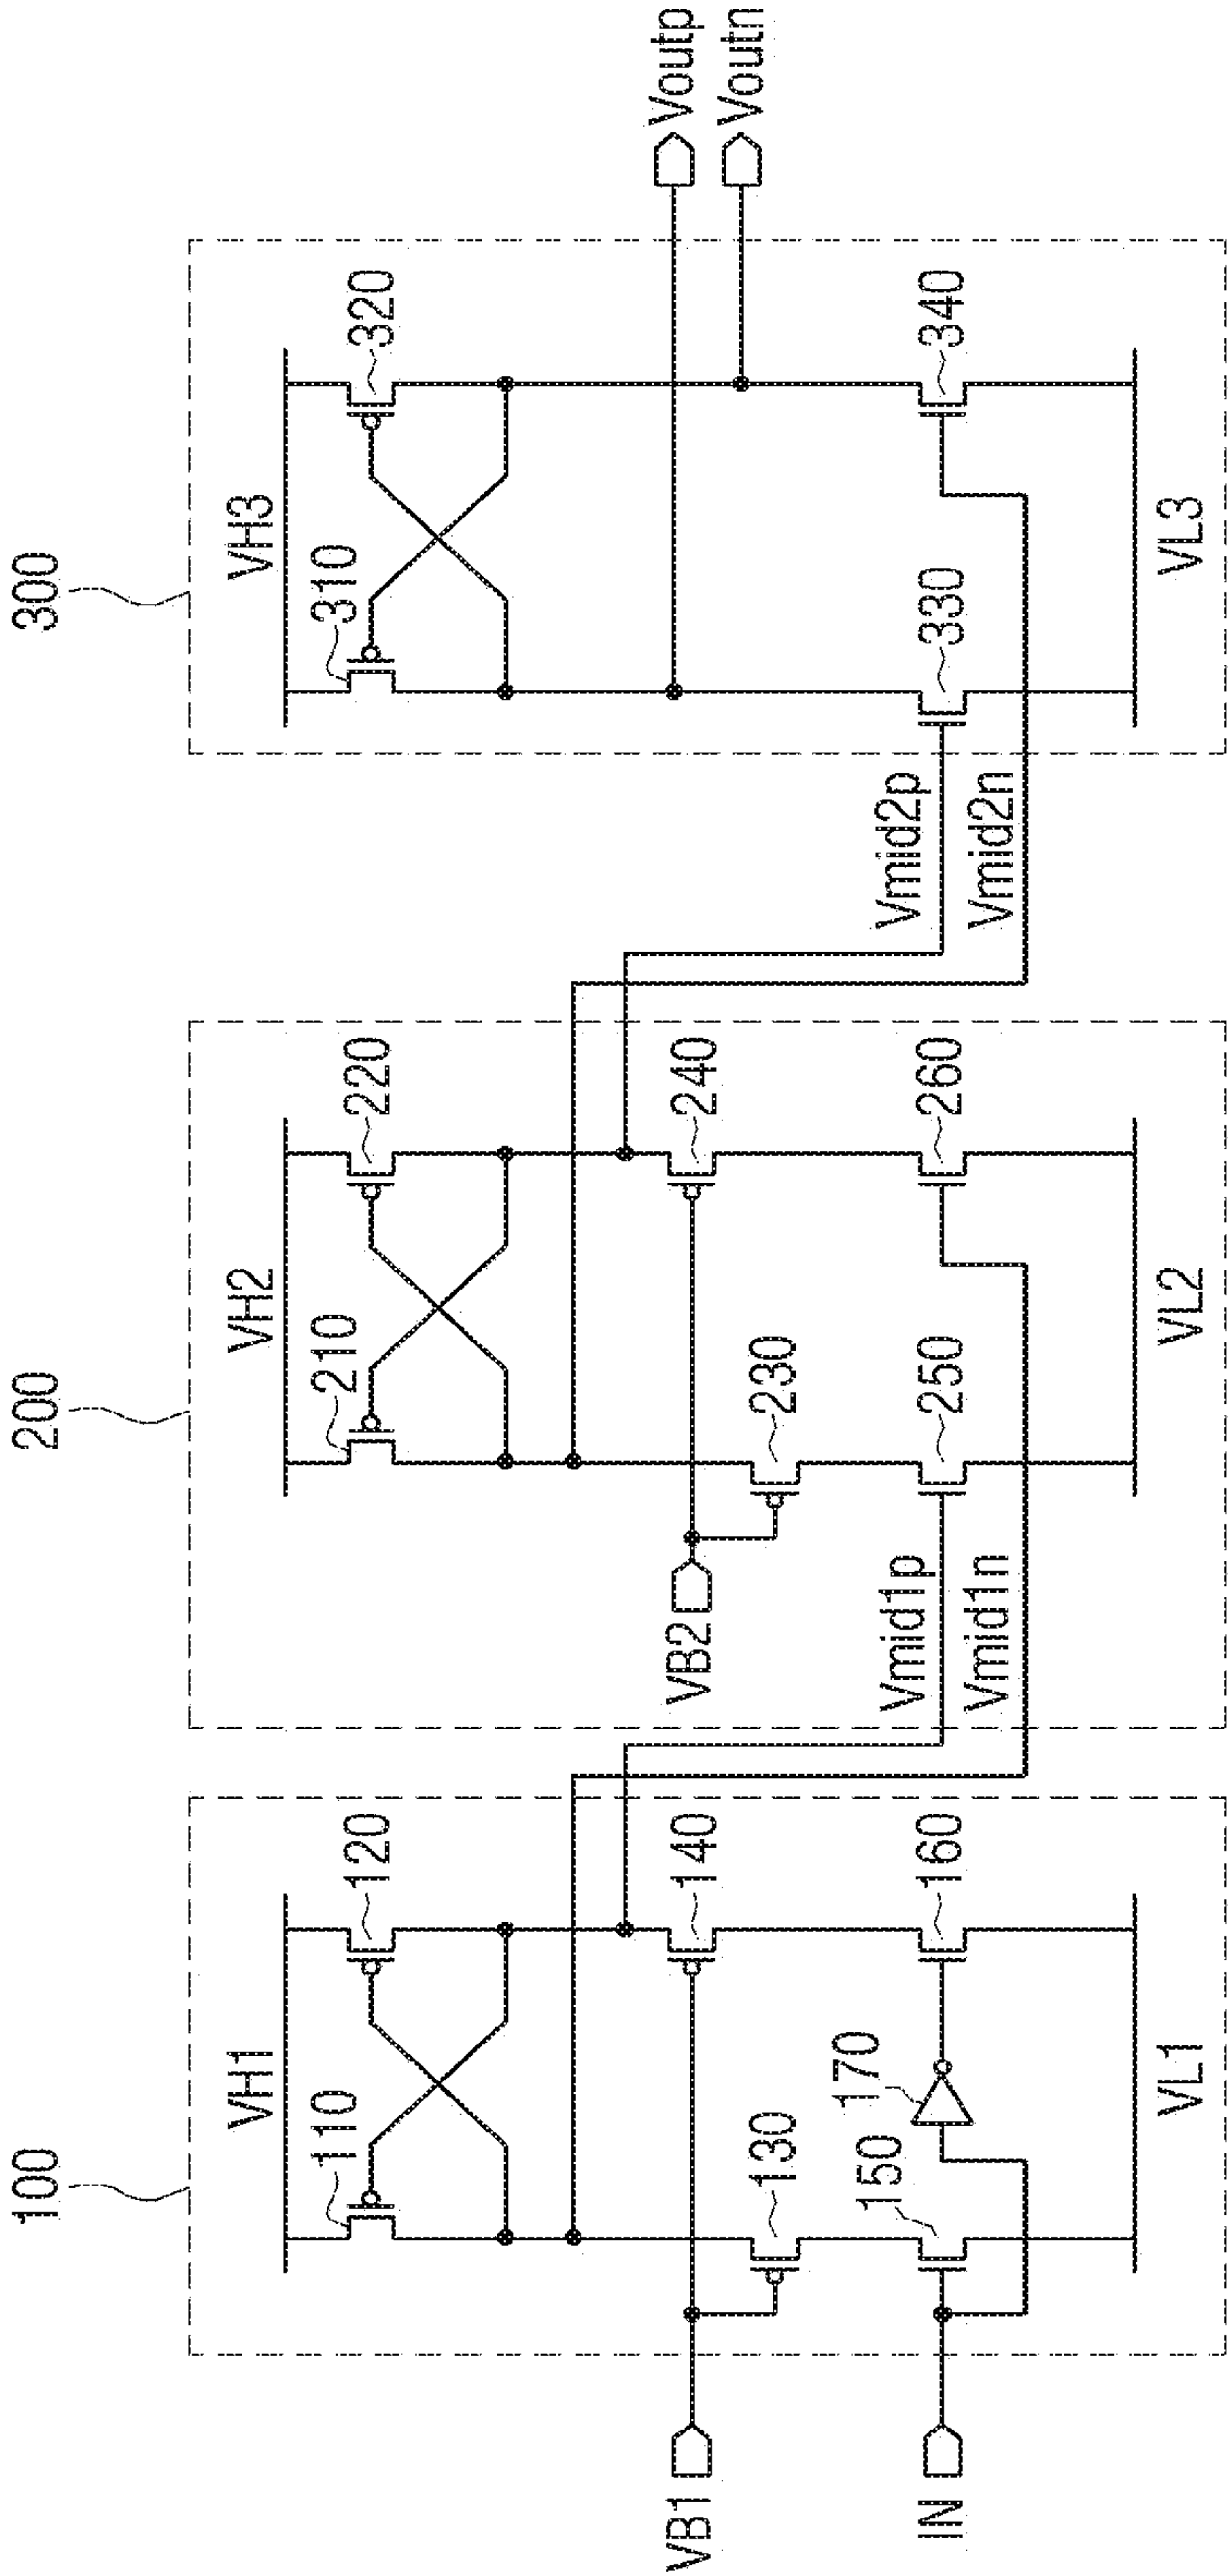 100
200
300
VH1
110
120
VB1
130
140
IN
150
170
160
VL1
VH2
210
220
VB2
230
240
Vmid1p
Vmid1n
250
260
VL2
VH3
310
320
Voutp
Voutn
Vmid2p
Vmid2n
330
340
VL3